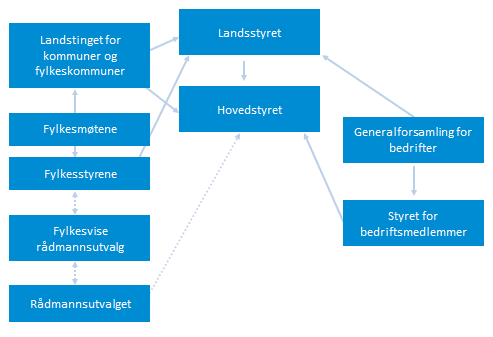 Landstinget for
kommuner og
fylkeskommuner
Landsstyret
Hovedstyret
Fylkesmøtene
Fylkesstyrene
Generalforsamling for
bedrifter
Fylkesvise
rådmannsutvalg
Styret for
bedriftsmedlemmer
Rådmannsutvalget